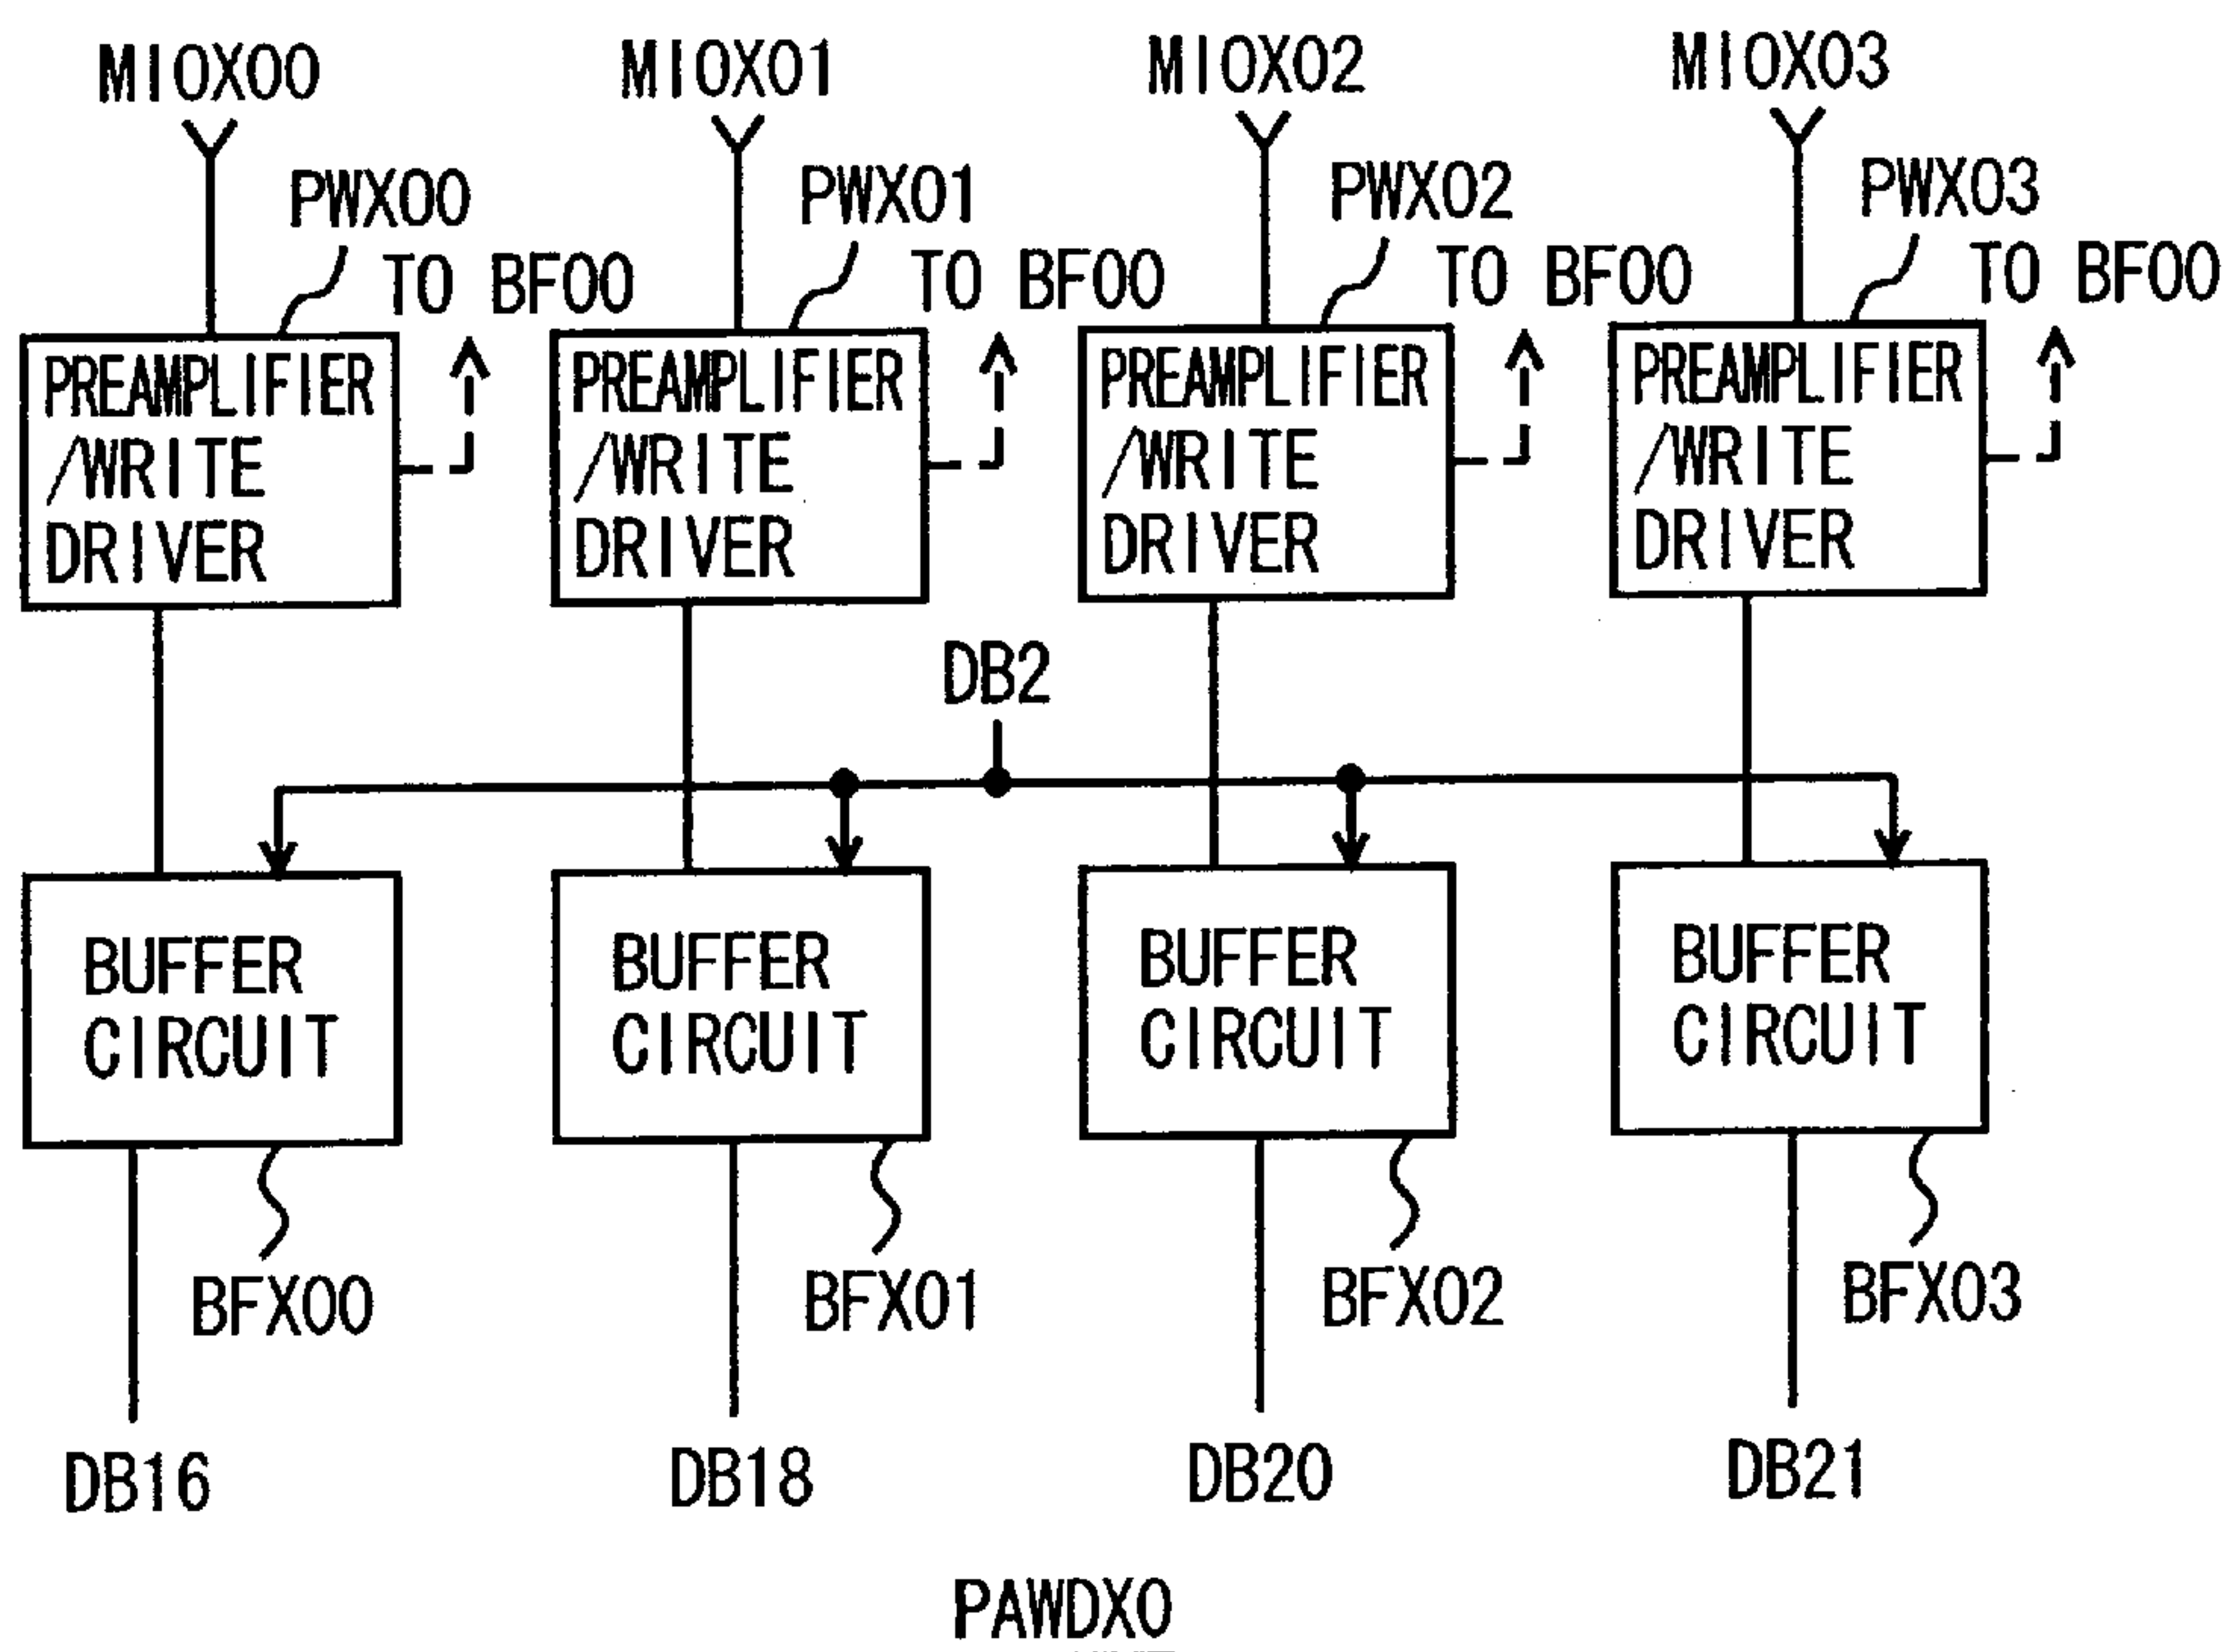 MIOX00 MIOX01 MIOX02 MIOX03
PWX00 PWX01 PWX02 PWX03
TO BF00 TO BF00 TO BF00 TO BF00
PREAMPLIFIER PREAMPLIFIER PREAMPLIFIER PREAMPLIFIER
/WRITE /WRITE /WRITE /WRITE
DRIVER DRIVER DRIVER DRIVER
DB2
BUFFER BUFFER BUFFER BUFFER
CIRCUIT CIRCUIT CIRCUIT CIRCUIT
BFX00 BFX01 BFX02 BFX03
DB16 DB18 DB20 DB21
PAWDX0